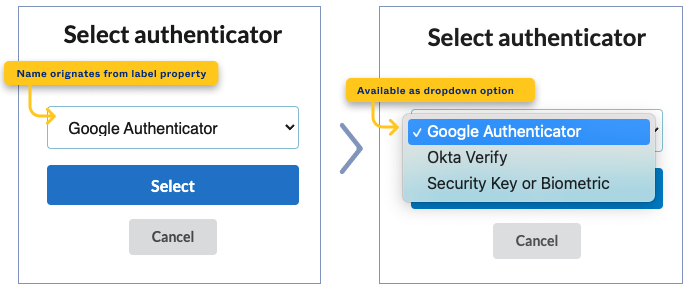 Select authenticator
Name orignates from label property
Google Authenticator
Select
Cancel
Select authenticator
Available as dropdown option
✓ Google Authenticator
Okta Verify
Security Key or Biometric
Cancel